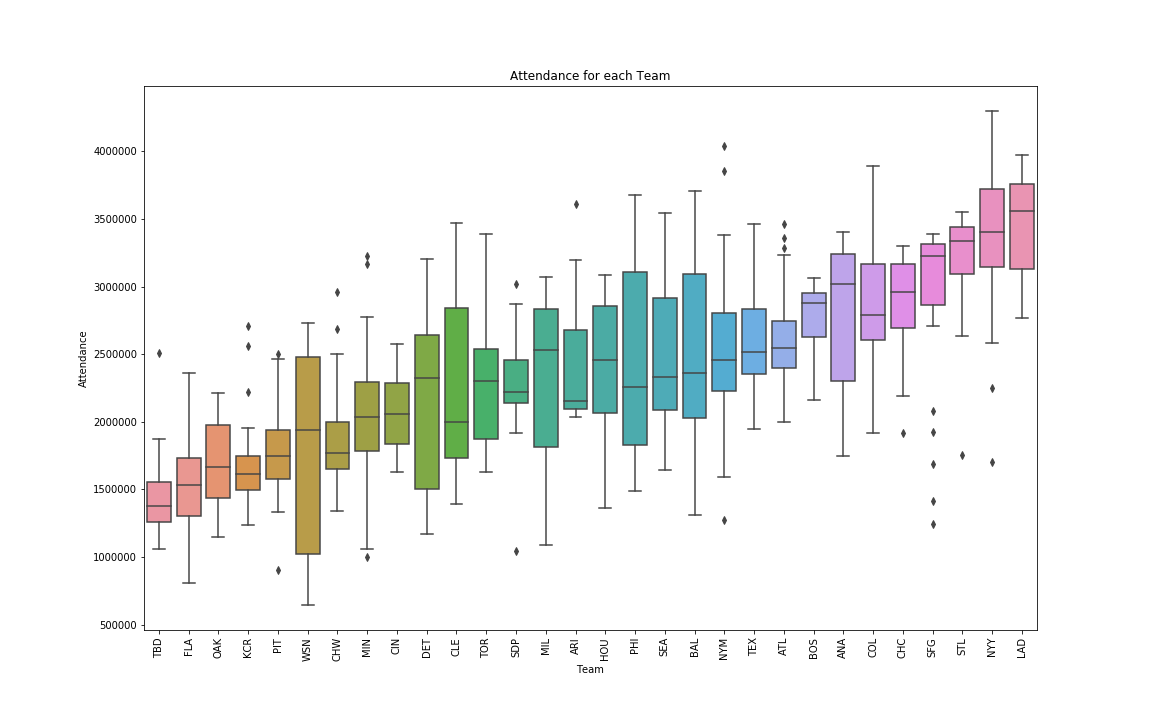 Attendance for each Team
Attendance
4000000
3500000
3000000
2500000
2000000
1500000
1000000
500000
TBD
FLA
OAK
KCR
PIT
WSN
CHW
MIN
CIN
DET
CLE
TOR
SDP
MIL
ARI
HOU
PHI
SEA
BAL
NYM
TEX
ATL
BOS
ANA
COL
CHC
SFG
STL
NYY
LAD
Team